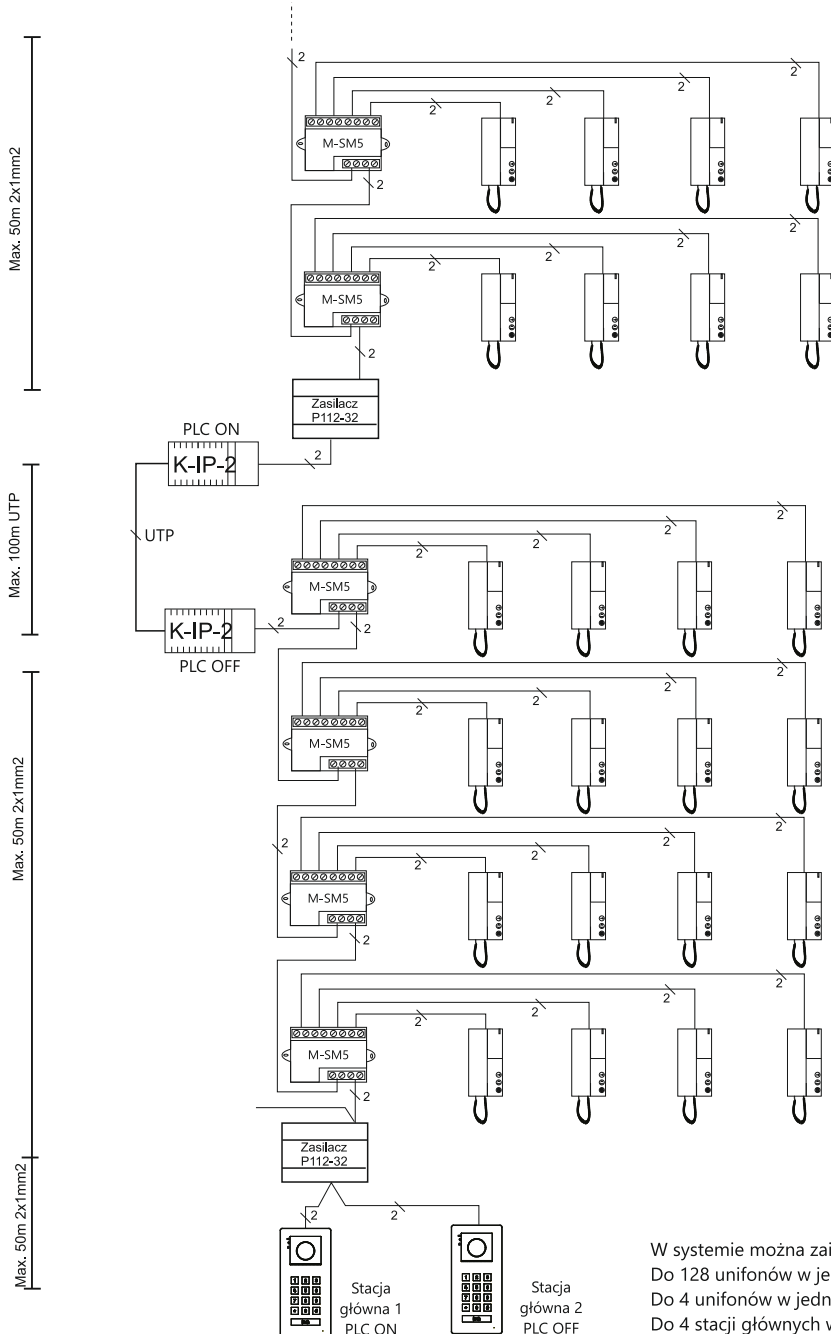 2
2
2
2
2
M-SM5
2
Max. 50m 2x1mm2
2
2
2
2
M-SM5
2
Zasilacz
P112-32
PLC ON
K-IP-2
2
Max. 100m UTP
UTP
2
2
2
2
M-SM5
K-IP-2
2
2
PLC OFF
2
2
2
2
M-SM5
Max. 50m 2x1mm2
2
2
2
2
2
M-SM5
2
2
2
2
2
M-SM5
2
Zasilacz
P112-32
Max. 50m 2x1mm2
2
2
Stacja
główna 1
PLC ON
Stacja
główna 2
PLC OFF
W systemie można
Do 128 unifonów w
Do 4 unifonów w
Do 4 stacji głównych